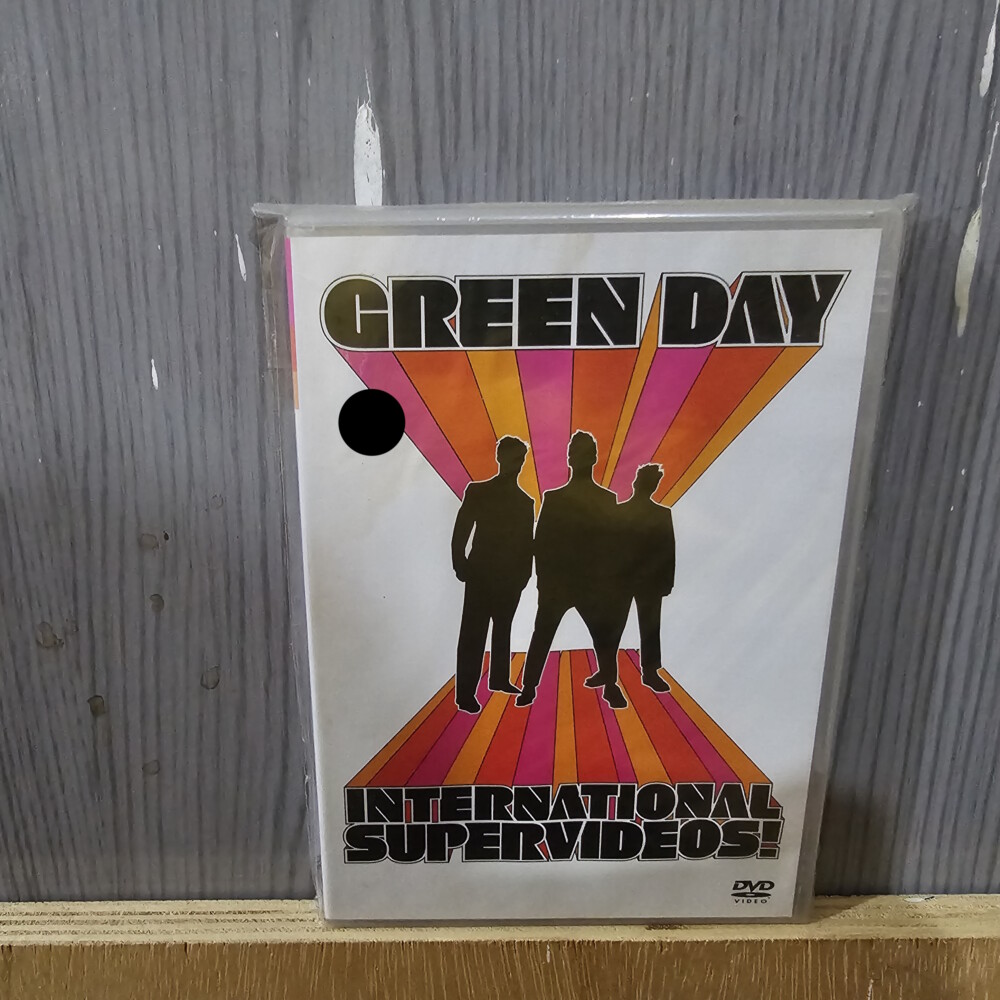 GREEN DAY
INTERNATIONAL
SUPERVIDEOS!
DVD
VIDEO